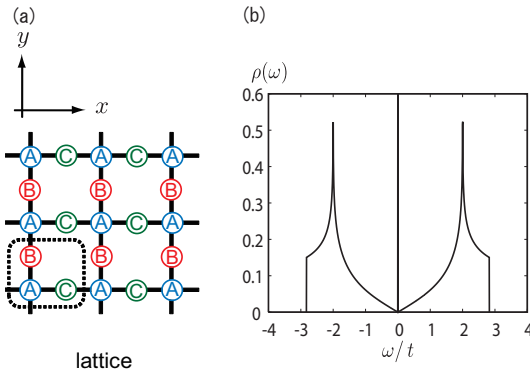 (a)
y
x
A C A C A
B B B
A C A C A
B B B
A C A C A
lattice
(b)
ρ(ω)
0.6
0.5
0.4
0.3
0.2
0.1
0
-4 -3 -2 -1 0 1 2 3 4
ω/t